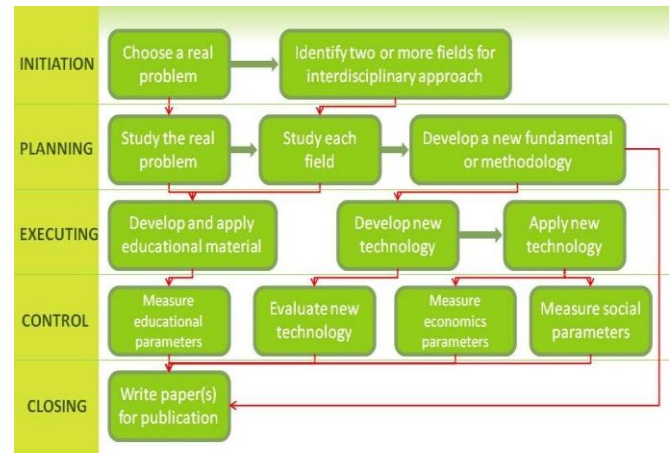 INITIATION
Choose a real
problem
Identify two or more fields for
interdisciplinary approach
PLANNING
Study the real
problem
Study each
field
Develop a new fundamental
or methodology
EXECUTING
Develop and apply
educational material
Develop new
technology
Apply new
technology
CONTROL
Measure
educational
parameters
Evaluate new
technology
Measure
economics
parameters
Measure social
parameters
CLOSING
Write paper(s)
for publication